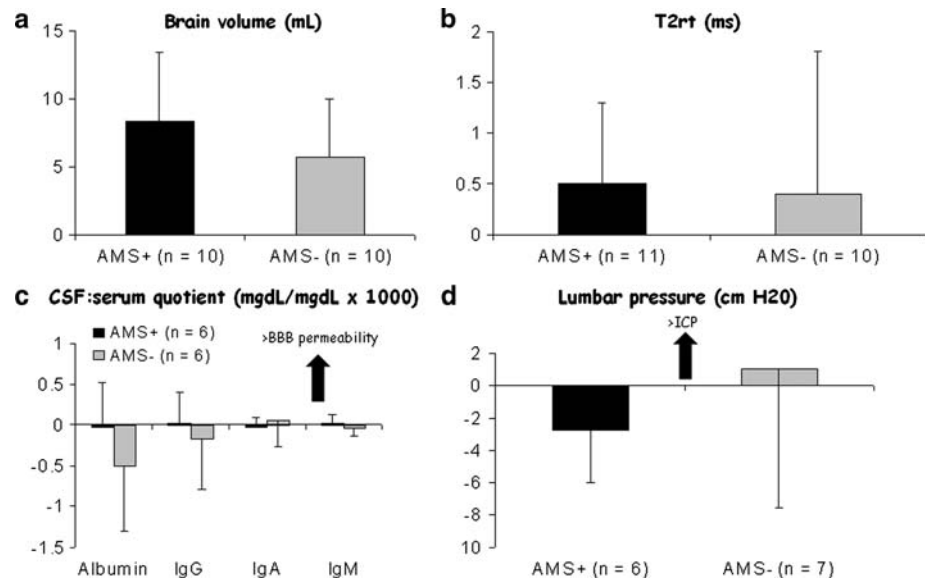 a Brain volume (mL)
15
10
5
0
AMS+ (n = 10) AMS- (n = 10)
b T2rt (ms)
2
1.5
1
0.5
0
AMS+ (n = 11) AMS- (n = 10)
c CSF:serum quotient (mgdL/mgdL x 1000)
AMS+ (n = 6)
AMS- (n = 6)
>BBB permeability
1
0.5
0
-0.5
-1
-1.5
Albumin IgG IgA IgM
d Lumbar pressure (cm H20)
>ICP
2
0
-2
-4
-6
-8
10
AMS+ (n = 6) AMS- (n = 7)